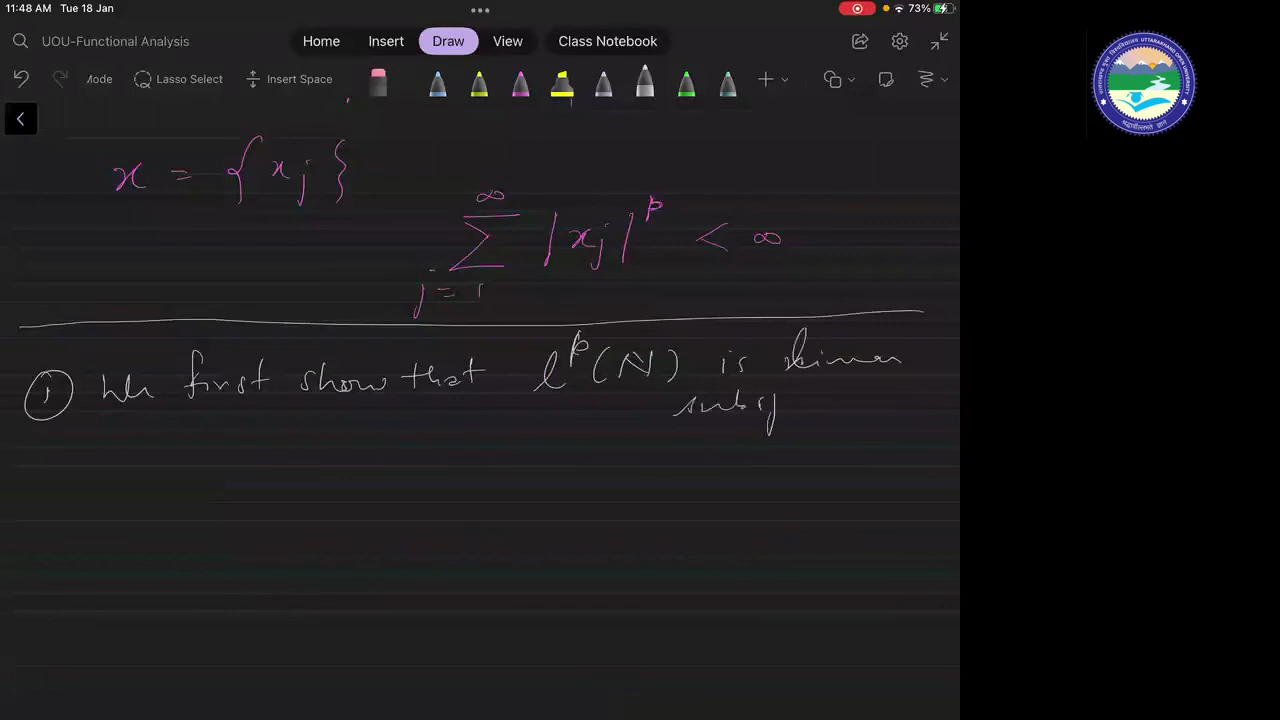 11:48 AM Tue 18 Jan
73%
UOU-Functional Analysis
Home Insert Draw View Class Notebook
Mode Lasso Select Insert Space
x = { xj }
∞
∑ |xj|^p < ∞
j = 1
① We first show that l^p(N) is linear
subsp